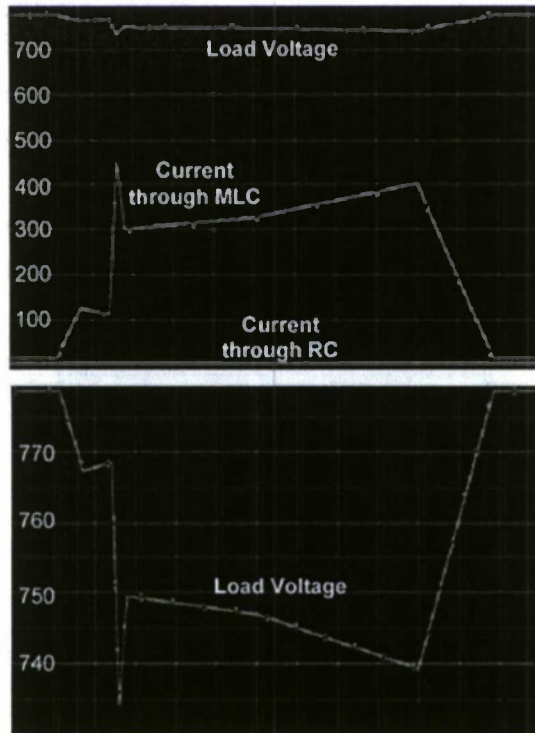 700
Load Voltage
600
500
400
Current
through MLC
300
200
100
Current
through RC
770
760
750
Load Voltage
740